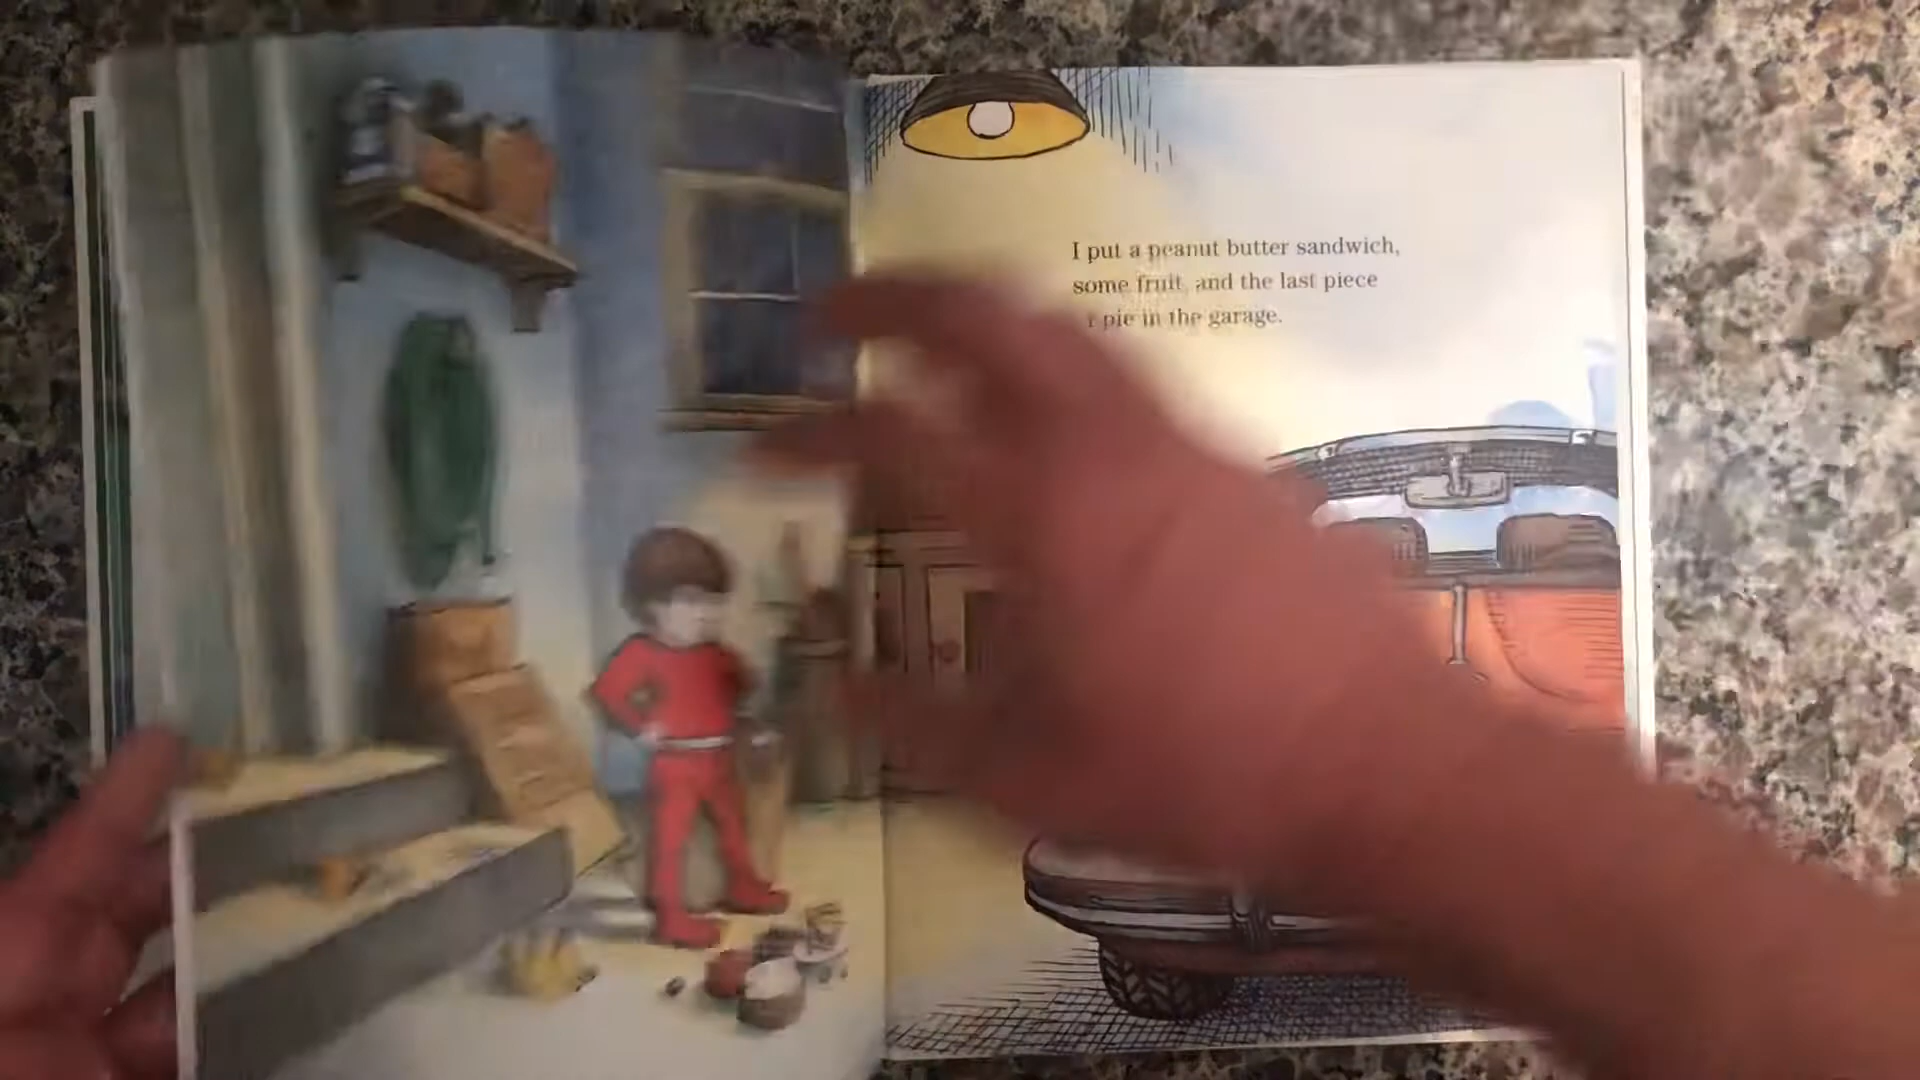 I put a peanut butter sandwich,
some fruit, and the last piece
pie in the garage.